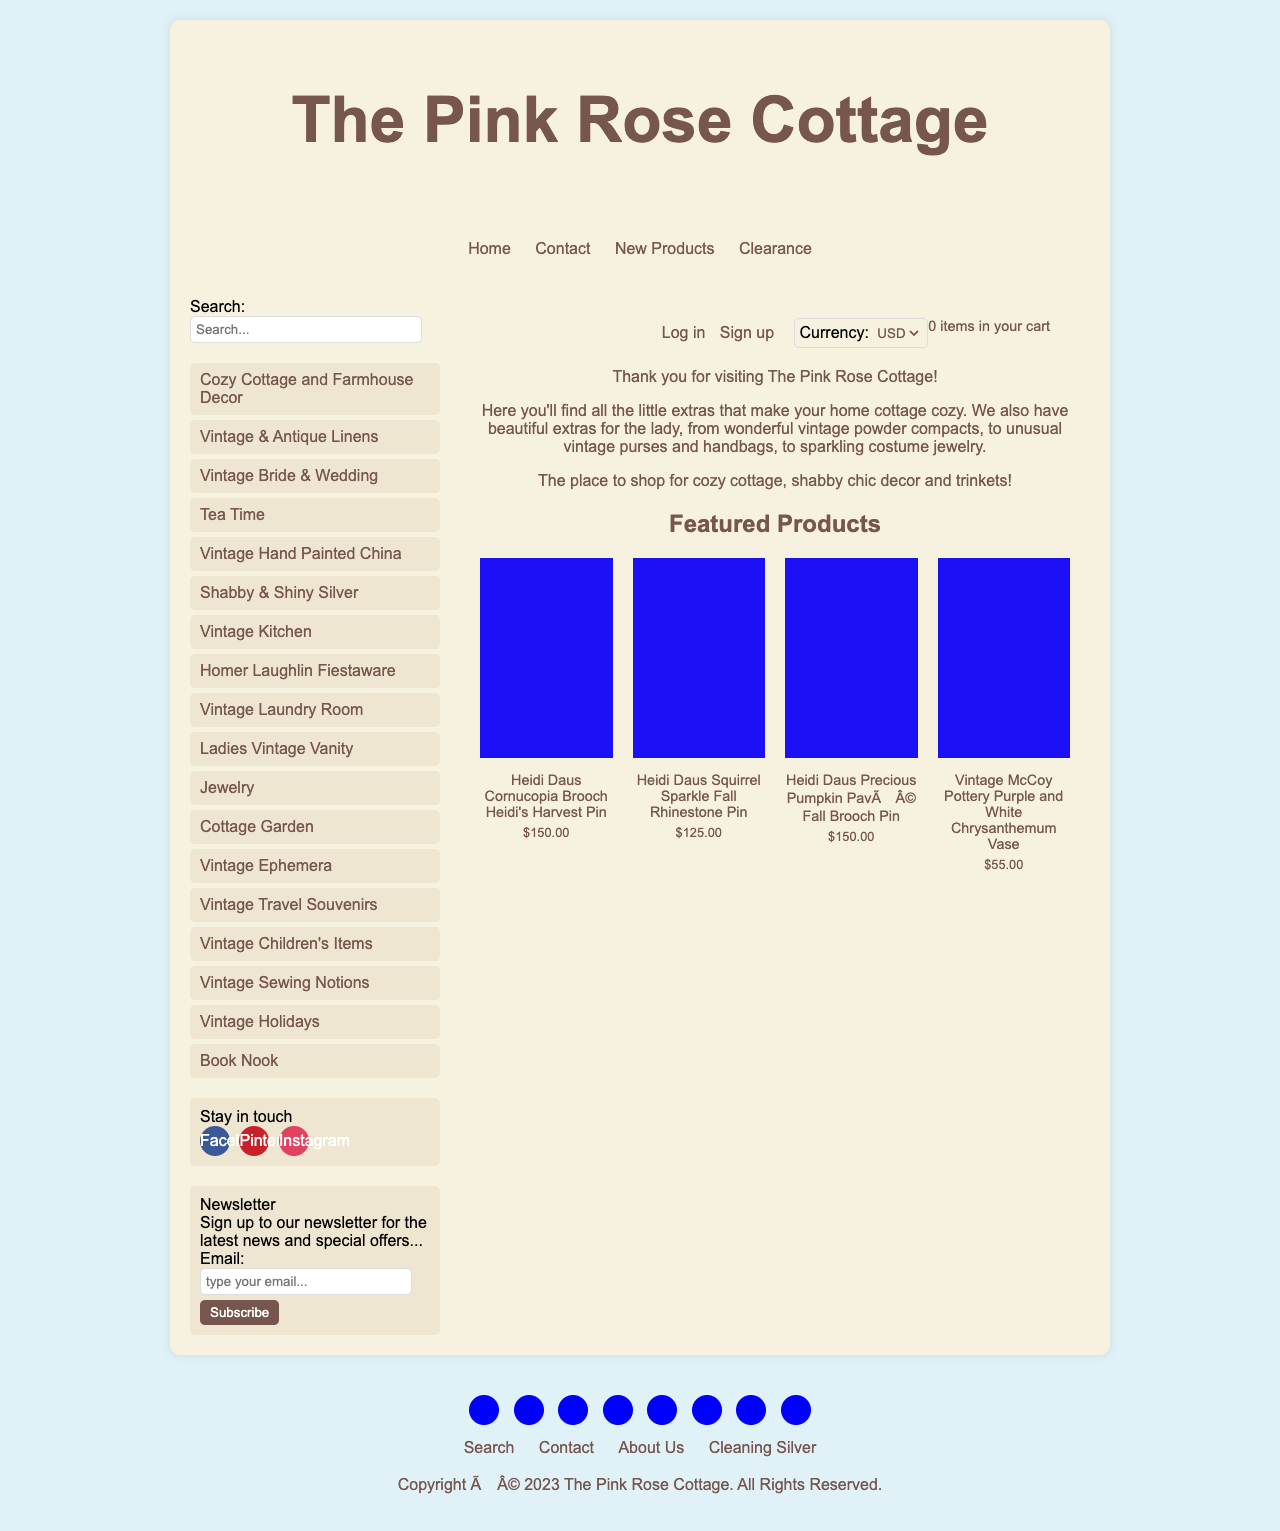 The Pink Rose Cottage
Home Contact New Products Clearance
Search:
Search...
Log in Sign up Currency: USD 0 items in your cart
Cozy Cottage and Farmhouse
Decor
Vintage & Antique Linens
Vintage Bride & Wedding
Tea Time
Vintage Hand Painted China
Shabby & Shiny Silver
Vintage Kitchen
Homer Laughlin Fiestaware
Vintage Laundry Room
Ladies Vintage Vanity
Jewelry
Cottage Garden
Vintage Ephemera
Vintage Travel Souvenirs
Vintage Children's Items
Vintage Sewing Notions
Vintage Holidays
Book Nook
Stay in touch
Instagram
Newsletter
Sign up to our newsletter for the
latest news and special offers...
Email:
type your email...
Subscribe
Thank you for visiting The Pink Rose Cottage!
Here you'll find all the little extras that make your home cottage cozy. We also have
beautiful extras for the lady, from wonderful vintage powder compacts, to unusual
vintage purses and handbags, to sparkling costume jewelry.
The place to shop for cozy cottage, shabby chic decor and trinkets!
Featured Products
Heidi Daus
Cornucopia Brooch
Heidi's Harvest Pin
$150.00
Heidi Daus Squirrel
Sparkle Fall
Rhinestone Pin
$125.00
Heidi Daus Precious
Pumpkin PavÃ Â©
Fall Brooch Pin
$150.00
Vintage McCoy
Pottery Purple and
White
Chrysanthemum
Vase
$55.00
Search Contact About Us Cleaning Silver
Copyright Ã Â© 2023 The Pink Rose Cottage. All Rights Reserved.